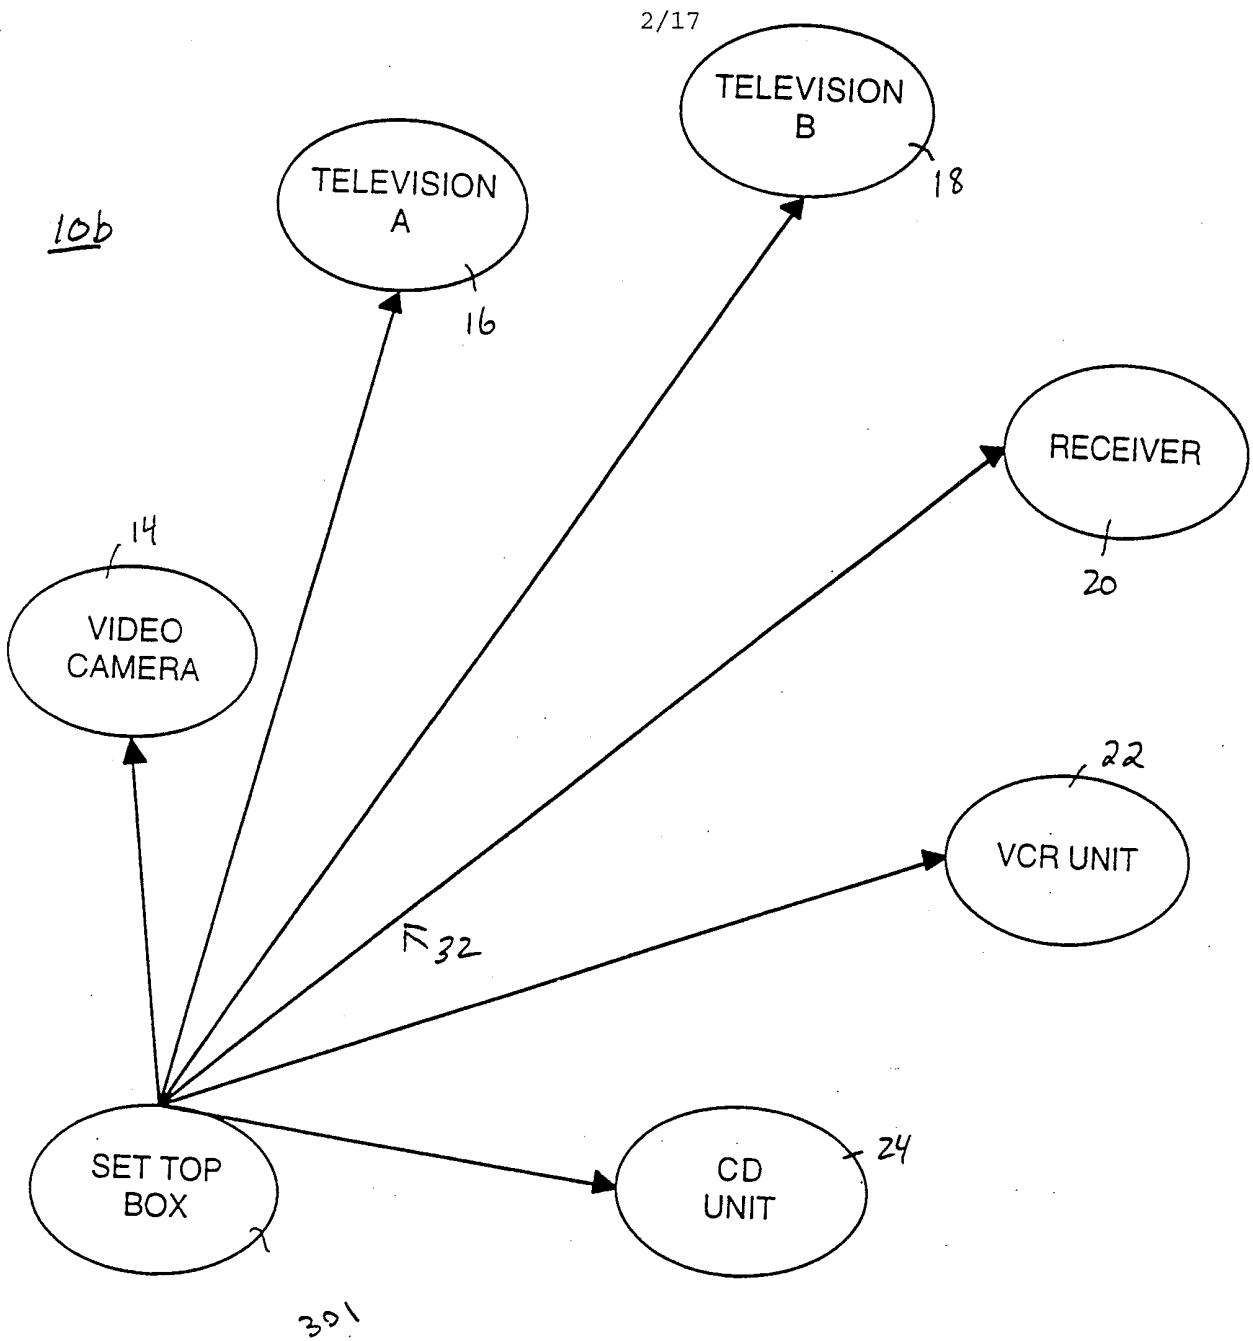 2/17
TELEVISION
B
18
TELEVISION
A
16
10b
RECEIVER
20
14
VIDEO
CAMERA
22
VCR UNIT
32
SET TOP
BOX
301
24
CD
UNIT